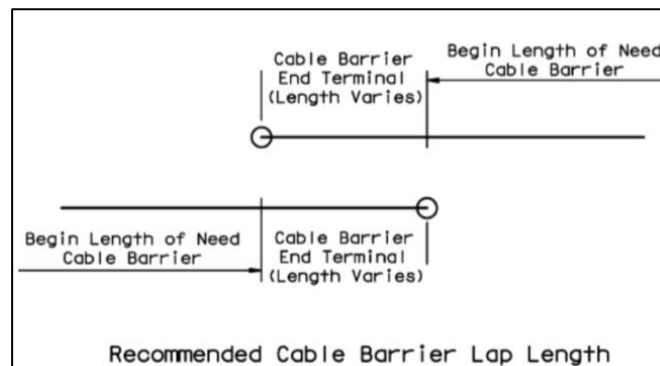 Cable Barrier
End Terminal
(Length Varies)
Begin Length of Need
Cable Barrier
Begin Length of Need
Cable Barrier
Cable Barrier
End Terminal
(Length Varies)
Recommended Cable Barrier Lap Length